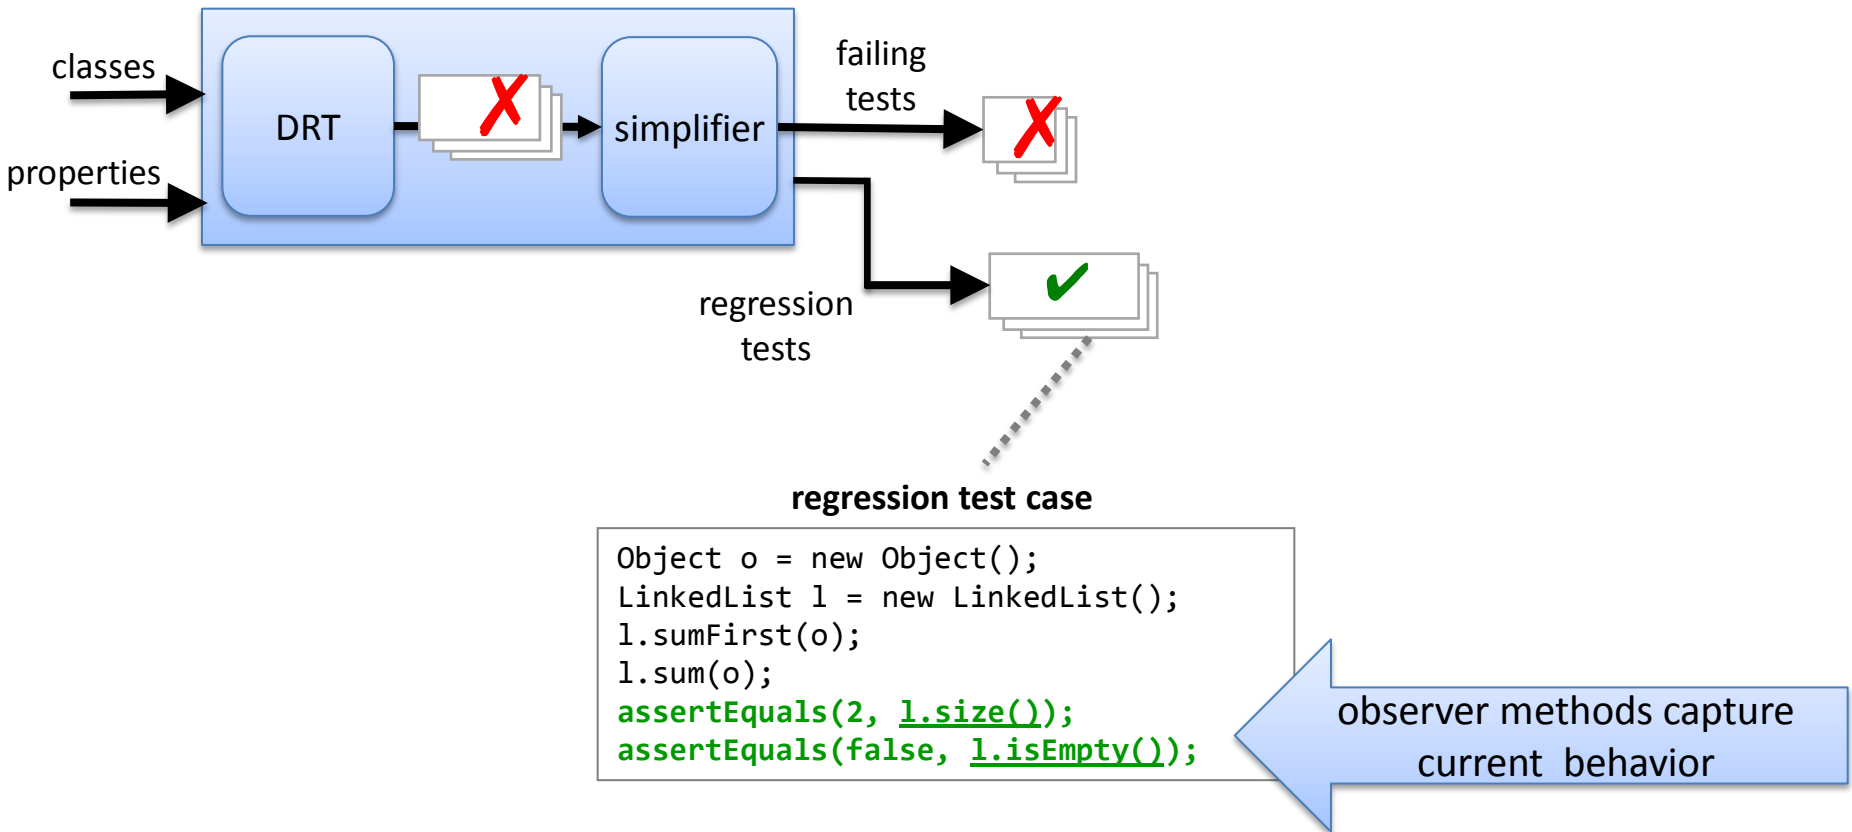 classes
properties
DRT
simplifier
failing
tests
regression
tests
regression test case
Object o = new Object();
LinkedList l = new LinkedList();
l.sumFirst(o);
l.sum(o);
assertEquals(2, l.size());
assertEquals(false, l.isEmpty());
observer methods capture
current behavior